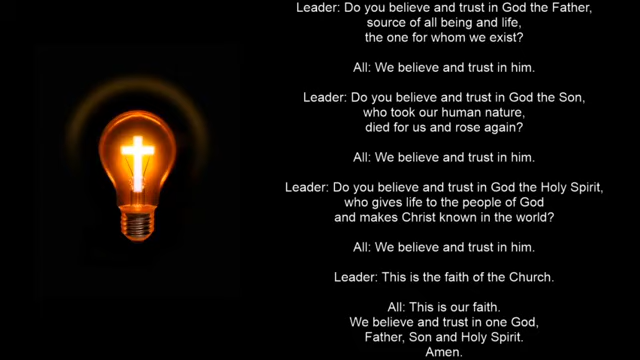 Leader: Do you believe and trust in God the Father,
source of all being and life,
the one for whom we exist?
All: We believe and trust in him.
Leader: Do you believe and trust in God the Son,
who took our human nature,
died for us and rose again?
All: We believe and trust in him.
Leader: Do you believe and trust in God the Holy Spirit,
who gives life to the people of God
and makes Christ known in the world?
All: We believe and trust in him.
Leader: This is the faith of the Church.
All: This is our faith.
We believe and trust in one God,
Father, Son and Holy Spirit.
Amen.